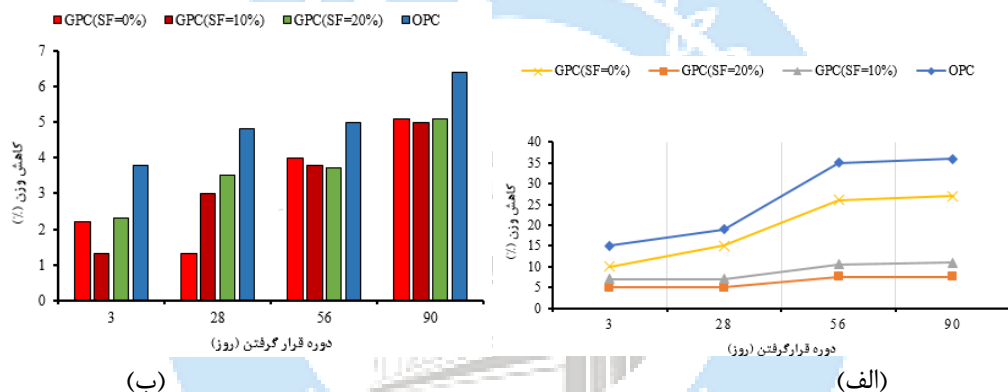 GPC(SF=0%) GPC(SF=10%) GPC(SF=20%) OPC
7
6
5
4
3
2
1
0
کاهش وزن (٪)
3 28 56 90
دوره قرار گرفتن (روز)
(ب)
GPC(SF=0%) GPC(SF=20%) GPC(SF=10%) OPC
40
35
30
25
20
15
10
5
0
کاهش وزن (٪)
3 28 56 90
دوره قرارگرفتن (روز)
(الف)